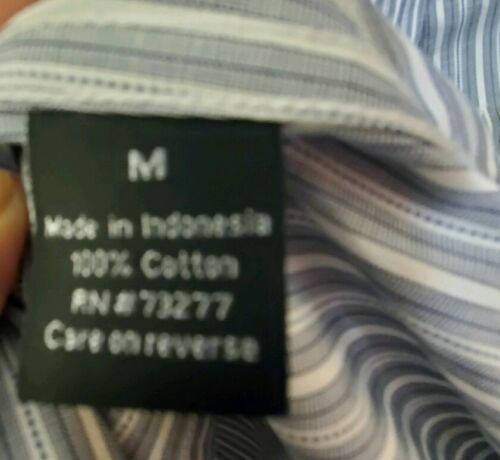 M
Made in Indonesia
100% Cotton
RN# 73277
Care on reverse